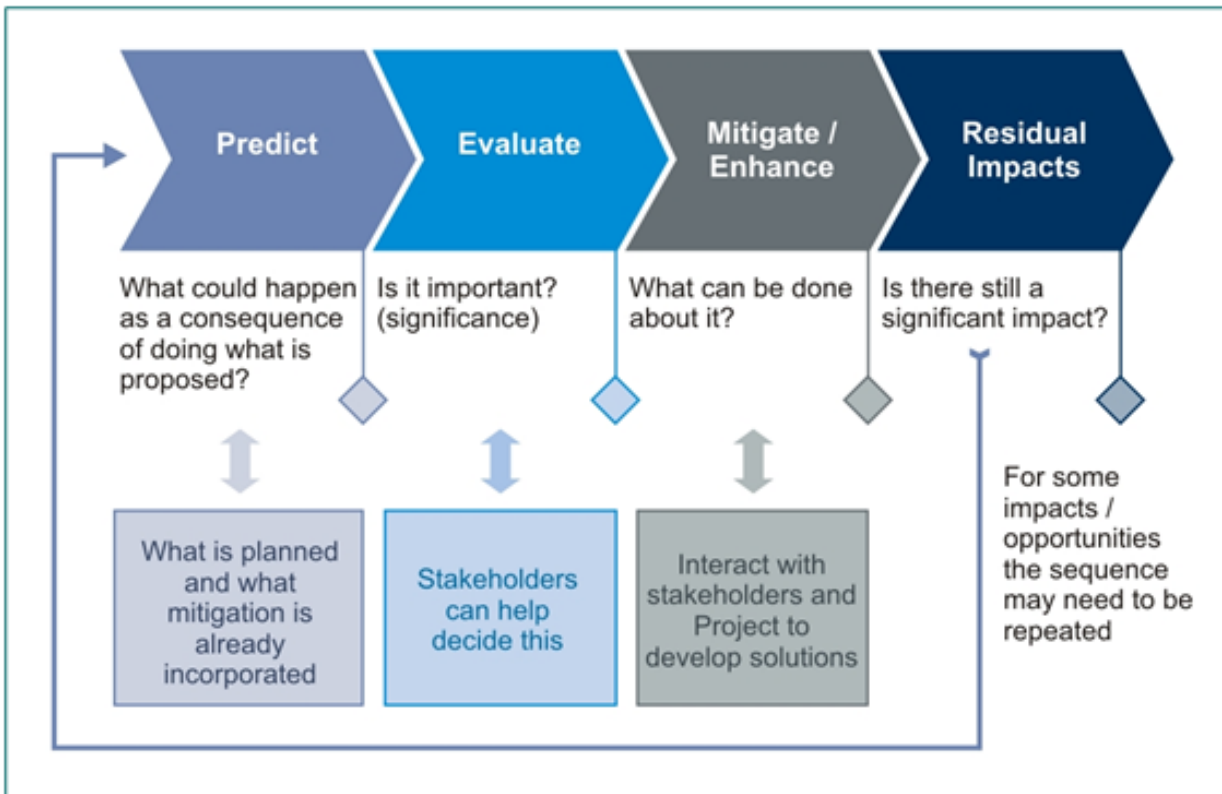 Predict
Evaluate
Mitigate /
Enhance
Residual
Impacts
What could happen
as a consequence
of doing what is
proposed?
Is it important?
(significance)
What can be done
about it?
Is there still a
significant impact?
What is planned
and what
mitigation is
already
incorporated
Stakeholders
can help
decide this
Interact with
stakeholders and
Project to
develop solutions
For some
impacts /
opportunities
the sequence
may need to be
repeated